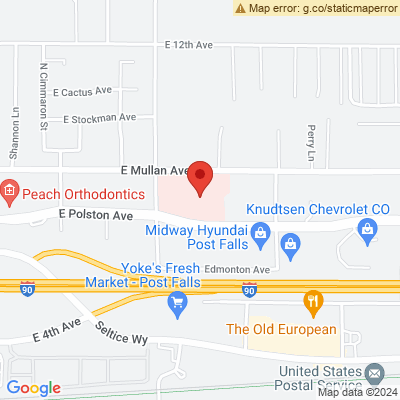 Map error: g.co/staticmaperror
E 12th Ave
N Cimmaron St
Shannon Ln
E Cactus Ave
E Stockman Ave
Perry Ln
E Mullan Ave
Peach Orthodontics
E Polston Ave
Knudtsen Chevrolet CO
Midway Hyundai
Post Falls
Yoke's Fresh
Market - Post Falls
Edmonton Ave
90
90
E 4th Ave
Seltice Wy
The Old European
United States
Postal Service
Google
Map data ©2024